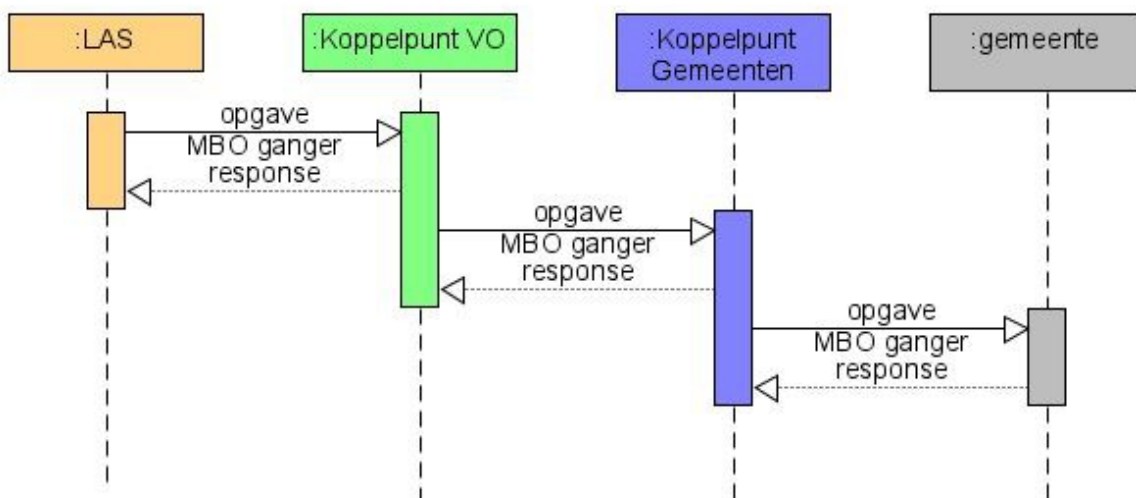 :LAS
:Koppelpunt VO
:Koppelpunt
Gemeenten
:gemeente
opgave
MBO ganger
response
opgave
MBO ganger
response
opgave
MBO ganger
response